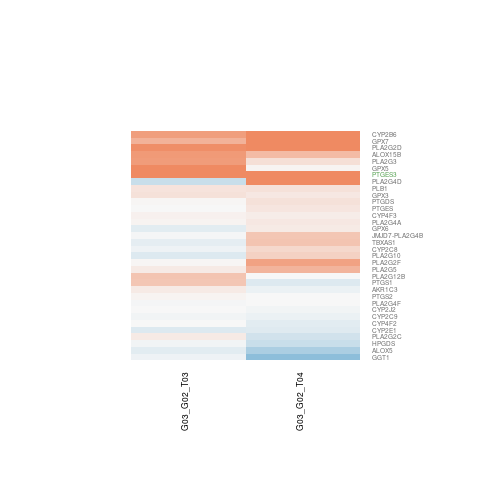 CYP2B6
GPX7
PLA2G2D
ALOX15B
PLA2G3
GPX5
PTGES3
PLA2G4D
PLB1
GPX3
PTGDS
PTGES
CYP4F3
PLA2G4A
GPX6
JMJD7-PLA2G4B
TBXAS1
CYP2C8
PLA2G10
PLA2G2F
PLA2G5
PLA2G12B
PTGS1
AKR1C3
PTGS2
PLA2G4F
CYP2J2
CYP2C9
CYP4F2
CYP2E1
PLA2G2C
HPGDS
ALOX5
GGT1
G03_G02_T03
G03_G02_T04